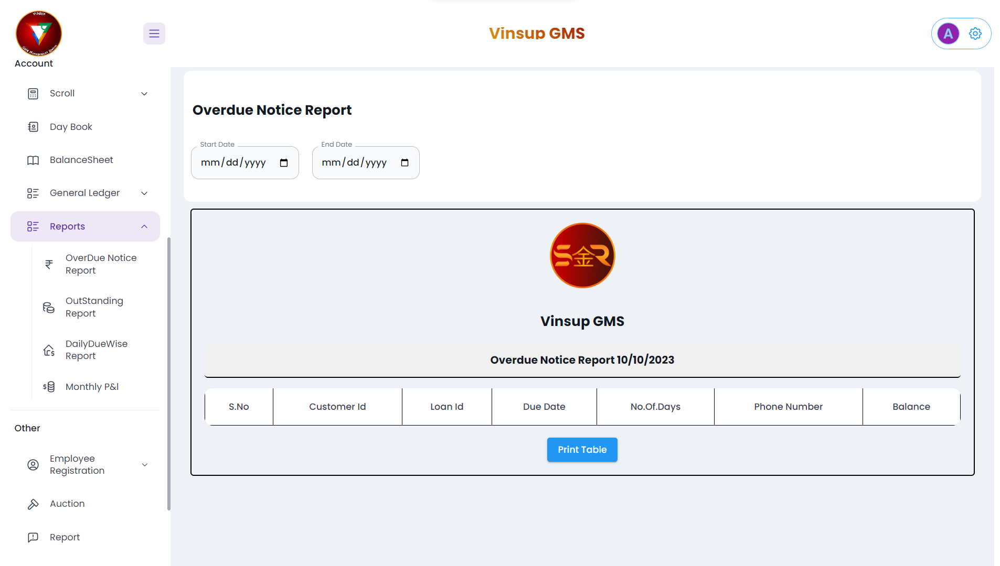 VINSUP
Gold Management System
Vinsup GMS
A
Account
Scroll
Day Book
BalanceSheet
General Ledger
Reports
OverDue Notice
Report
OutStanding
Report
DailyDueWise
Report
Monthly P&l
Other
Employee
Registration
Auction
Report
Overdue Notice Report
Start Date
mm/dd/yyyy
End Date
mm/dd/yyyy
S金R
Vinsup GMS
Overdue Notice Report 10/10/2023
S.No Customer Id Loan Id Due Date No.Of.Days Phone Number Balance
Print Table